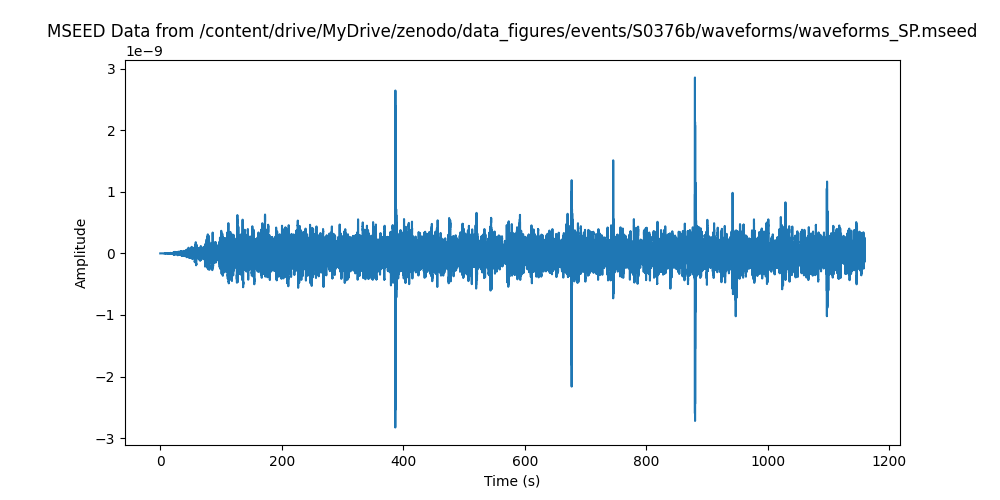 MSEED Data from /content/drive/MyDrive/zenodo/data_figures/events/S0376b/waveforms/waveforms_SP.mseed
1e−9
3
2
1
0
−1
−2
−3
Amplitude
0 200 400 600 800 1000 1200
Time (s)